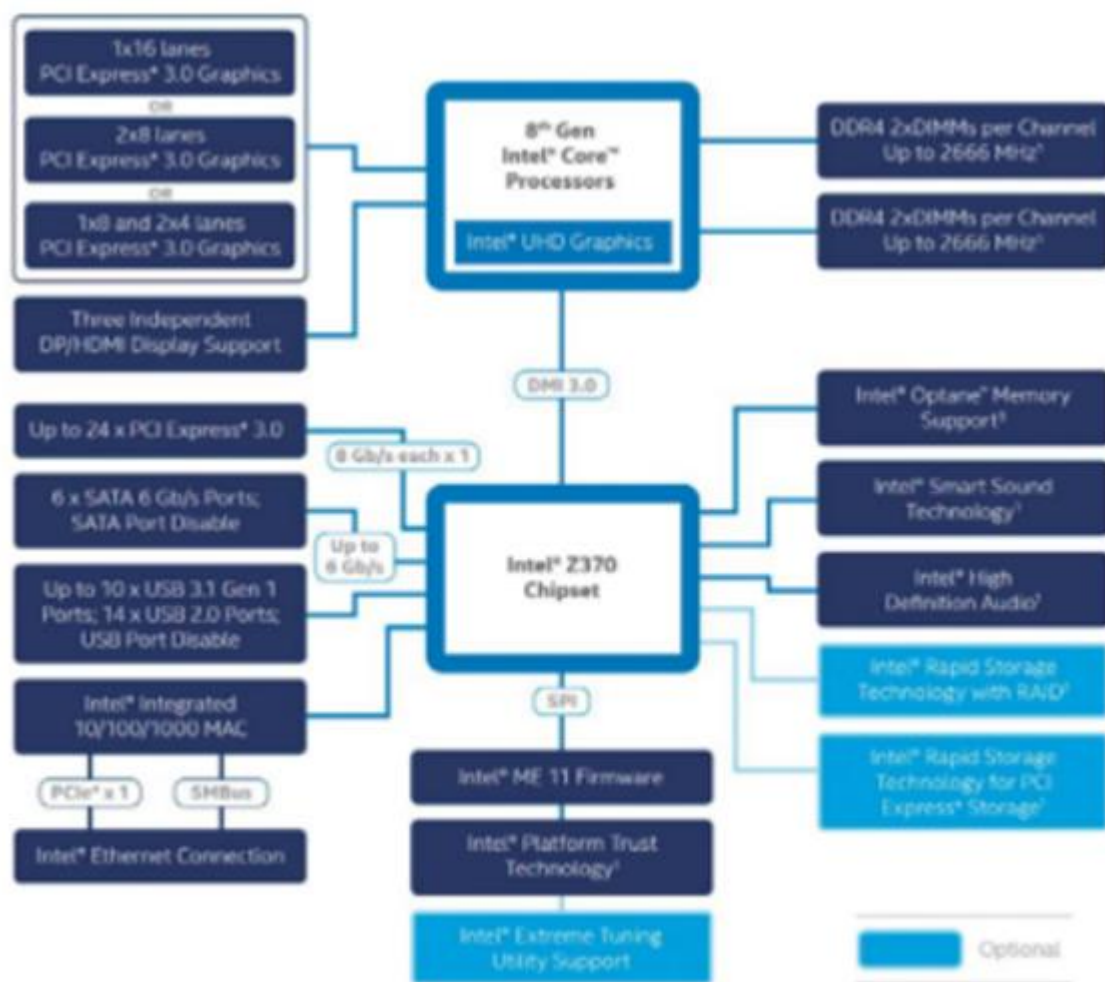 1x16 lanes
PCI Express* 3.0 Graphics
OR
2x8 lanes
PCI Express* 3.0 Graphics
OR
1x8 and 2x4 lanes
PCI Express* 3.0 Graphics
Three Independent
DP/HDMI Display Support
8th Gen
Intel® Core™
Processors
Intel® UHD Graphics
DDR4 2xDIMMs per Channel
Up to 2666 MHz
DDR4 2xDIMMs per Channel
Up to 2666 MHz
DMI 3.0
Up to 24 x PCI Express* 3.0
8 Gb/s each x 1
6 x SATA 6 Gb/s Ports;
SATA Port Disable
Up to
6 Gb/s
Up to 10 x USB 3.1 Gen 1
Ports; 14 x USB 2.0 Ports;
USB Port Disable
Intel® Integrated
10/100/1000 MAC
PCIe* x 1
SMBus
Intel® Ethernet Connection
Intel® Z370
Chipset
SPI
Intel® ME 11 Firmware
Intel® Platform Trust
Technology
Intel® Extreme Tuning
Utility Support
Intel® Optane™ Memory
Support
Intel® Smart Sound
Technology
Intel® High
Definition Audio
Intel® Rapid Storage
Technology with RAID
Intel® Rapid Storage
Technology for PCI
Express* Storage
Optional